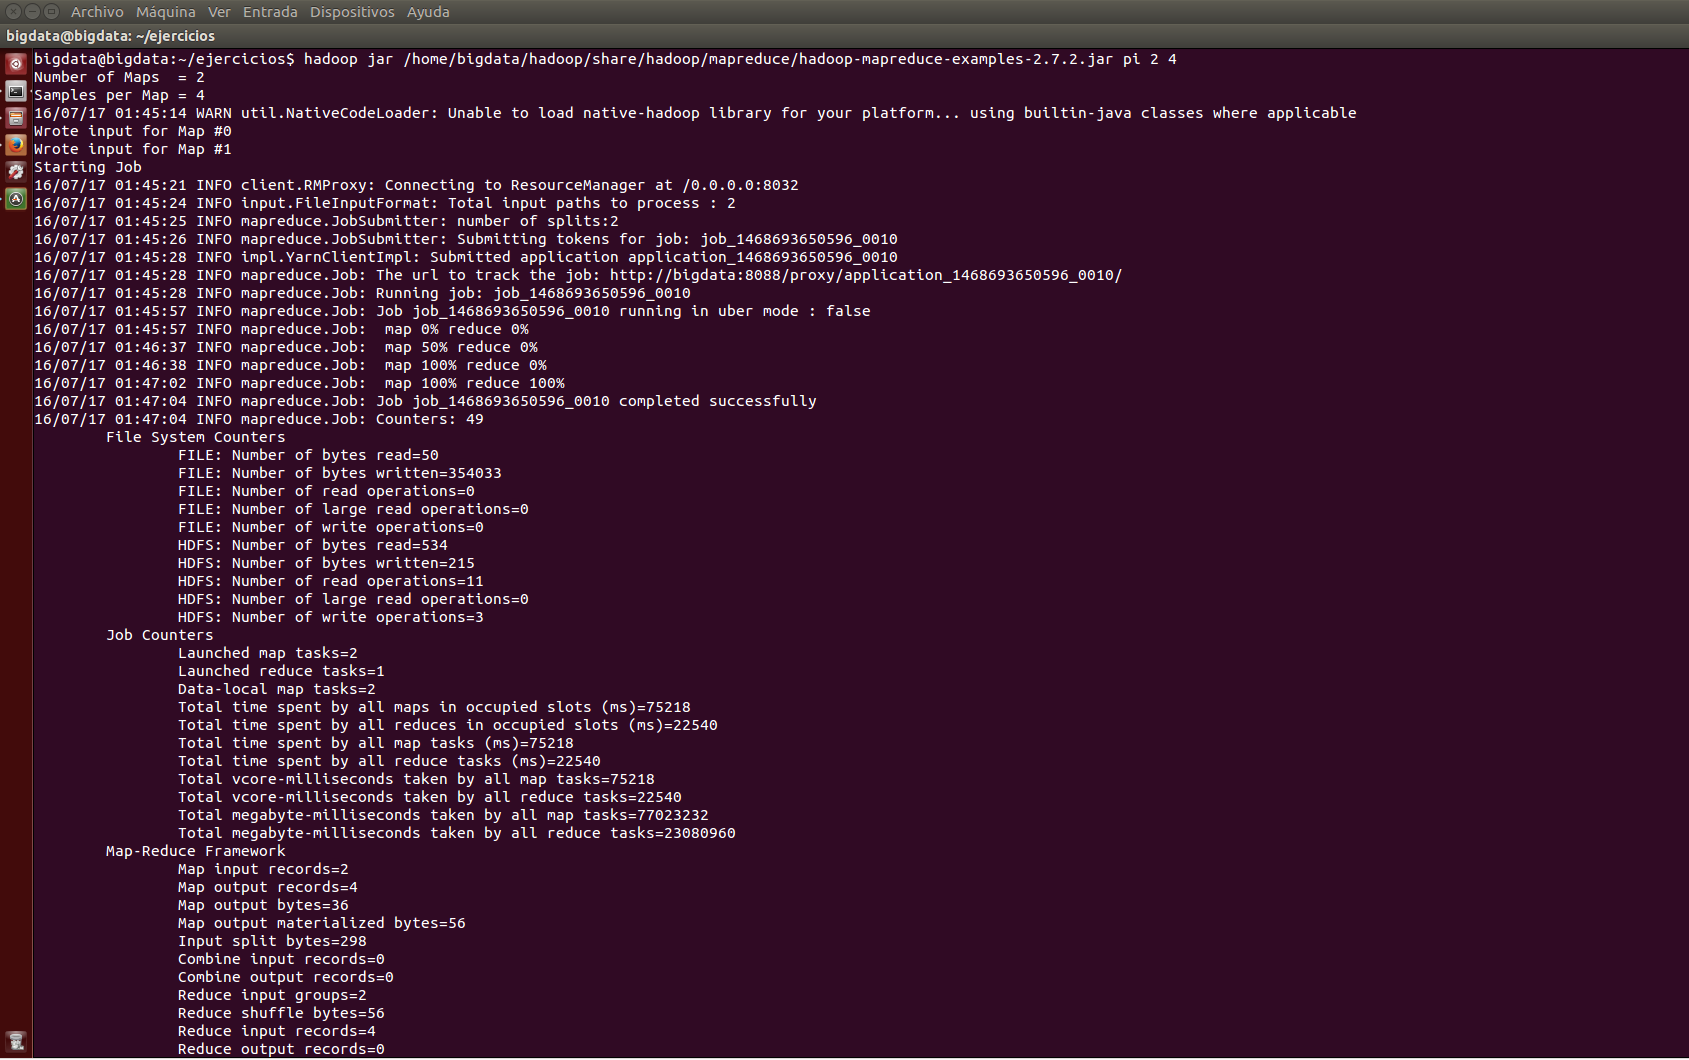 Archivo Máquina Ver Entrada Dispositivos Ayuda
bigdata@bigdata: ~/ejercicios
bigdata@bigdata:~/ejercicios$ hadoop jar /home/bigdata/hadoop/share/hadoop/mapreduce/hadoop-mapreduce-examples-2.7.2.jar pi 2 4
Number of Maps  = 2
Samples per Map = 4
16/07/17 01:45:14 WARN util.NativeCodeLoader: Unable to load native-hadoop library for your platform... using builtin-java classes where applicable
Wrote input for Map #0
Wrote input for Map #1
Starting Job
16/07/17 01:45:21 INFO client.RMProxy: Connecting to ResourceManager at /0.0.0.0:8032
16/07/17 01:45:24 INFO input.FileInputFormat: Total input paths to process : 2
16/07/17 01:45:25 INFO mapreduce.JobSubmitter: number of splits:2
16/07/17 01:45:26 INFO mapreduce.JobSubmitter: Submitting tokens for job: job_1468693650596_0010
16/07/17 01:45:28 INFO impl.YarnClientImpl: Submitted application application_1468693650596_0010
16/07/17 01:45:28 INFO mapreduce.Job: The url to track the job: http://bigdata:8088/proxy/application_1468693650596_0010/
16/07/17 01:45:28 INFO mapreduce.Job: Running job: job_1468693650596_0010
16/07/17 01:45:57 INFO mapreduce.Job: Job job_1468693650596_0010 running in uber mode : false
16/07/17 01:45:57 INFO mapreduce.Job:  map 0% reduce 0%
16/07/17 01:46:37 INFO mapreduce.Job:  map 50% reduce 0%
16/07/17 01:46:38 INFO mapreduce.Job:  map 100% reduce 0%
16/07/17 01:47:02 INFO mapreduce.Job:  map 100% reduce 100%
16/07/17 01:47:04 INFO mapreduce.Job: Job job_1468693650596_0010 completed successfully
16/07/17 01:47:04 INFO mapreduce.Job: Counters: 49
File System Counters
FILE: Number of bytes read=50
FILE: Number of bytes written=354033
FILE: Number of read operations=0
FILE: Number of large read operations=0
FILE: Number of write operations=0
HDFS: Number of bytes read=534
HDFS: Number of bytes written=215
HDFS: Number of read operations=11
HDFS: Number of large read operations=0
HDFS: Number of write operations=3
Job Counters
Launched map tasks=2
Launched reduce tasks=1
Data-local map tasks=2
Total time spent by all maps in occupied slots (ms)=75218
Total time spent by all reduces in occupied slots (ms)=22540
Total time spent by all map tasks (ms)=75218
Total time spent by all reduce tasks (ms)=22540
Total vcore-milliseconds taken by all map tasks=75218
Total vcore-milliseconds taken by all reduce tasks=22540
Total megabyte-milliseconds taken by all map tasks=77023232
Total megabyte-milliseconds taken by all reduce tasks=23080960
Map-Reduce Framework
Map input records=2
Map output records=4
Map output bytes=36
Map output materialized bytes=56
Input split bytes=298
Combine input records=0
Combine output records=0
Reduce input groups=2
Reduce shuffle bytes=56
Reduce input records=4
Reduce output records=0